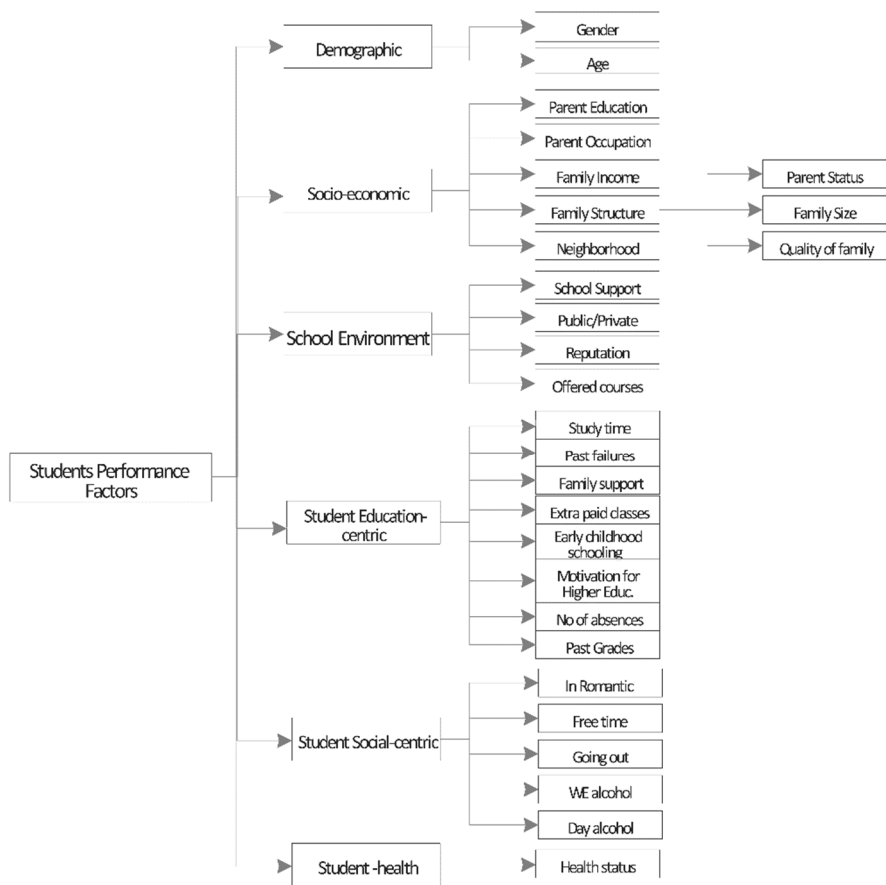 Gender
Demographic
Age
Parent Education
Parent Occupation
Family Income
Parent Status
Socio-economic
Family Structure
Family Size
Neighborhood
Quality of family
School Support
Public/Private
School Environment
Reputation
Offered courses
Students Performance
Factors
Study time
Past failures
Family support
Student Education-
centric
Extra paid classes
Early childhood
schooling
Motivation for
Higher Educ.
No of absences
Past Grades
In Romantic
Free time
Student Social-centric
Going out
WE alcohol
Day alcohol
Student -health
Health status